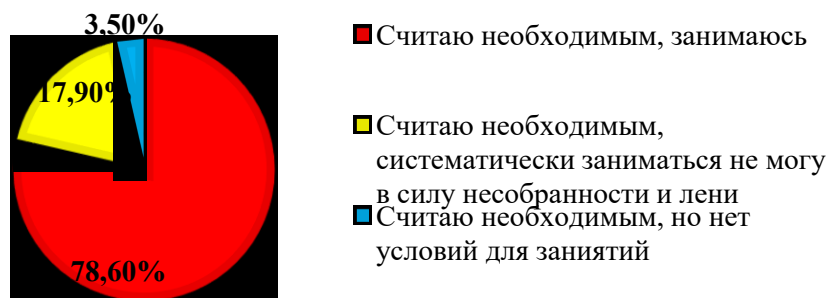 3,50%
17,90%
78,60%
Считаю необходимым, занимаюсь
Считаю необходимым,
систематически заниматься не могу
в силу несобранности и лени
Считаю необходимым, но нет
условий для заниятий